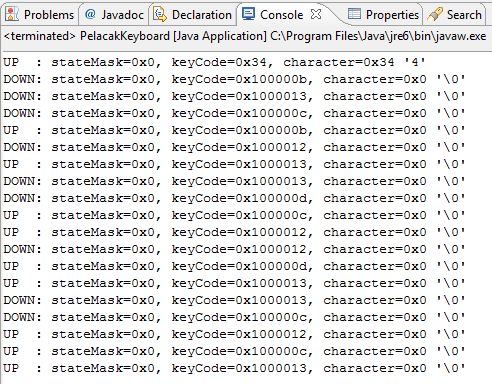 Problems @ Javadoc Declaration Console Properties Search
<terminated> PelacakKeyboard [Java Application] C:\Program Files\Java\jre6\bin\javaw.exe
UP  : stateMask=0x0, keyCode=0x34, character=0x34 '4'
DOWN: stateMask=0x0, keyCode=0x100000b, character=0x0 '\0'
DOWN: stateMask=0x0, keyCode=0x1000013, character=0x0 '\0'
DOWN: stateMask=0x0, keyCode=0x100000c, character=0x0 '\0'
UP  : stateMask=0x0, keyCode=0x100000b, character=0x0 '\0'
DOWN: stateMask=0x0, keyCode=0x1000012, character=0x0 '\0'
UP  : stateMask=0x0, keyCode=0x1000013, character=0x0 '\0'
DOWN: stateMask=0x0, keyCode=0x1000013, character=0x0 '\0'
DOWN: stateMask=0x0, keyCode=0x100000d, character=0x0 '\0'
UP  : stateMask=0x0, keyCode=0x100000c, character=0x0 '\0'
UP  : stateMask=0x0, keyCode=0x1000012, character=0x0 '\0'
DOWN: stateMask=0x0, keyCode=0x1000012, character=0x0 '\0'
UP  : stateMask=0x0, keyCode=0x100000d, character=0x0 '\0'
UP  : stateMask=0x0, keyCode=0x1000013, character=0x0 '\0'
DOWN: stateMask=0x0, keyCode=0x1000013, character=0x0 '\0'
DOWN: stateMask=0x0, keyCode=0x100000c, character=0x0 '\0'
UP  : stateMask=0x0, keyCode=0x1000012, character=0x0 '\0'
UP  : stateMask=0x0, keyCode=0x100000c, character=0x0 '\0'
UP  : stateMask=0x0, keyCode=0x1000013, character=0x0 '\0'